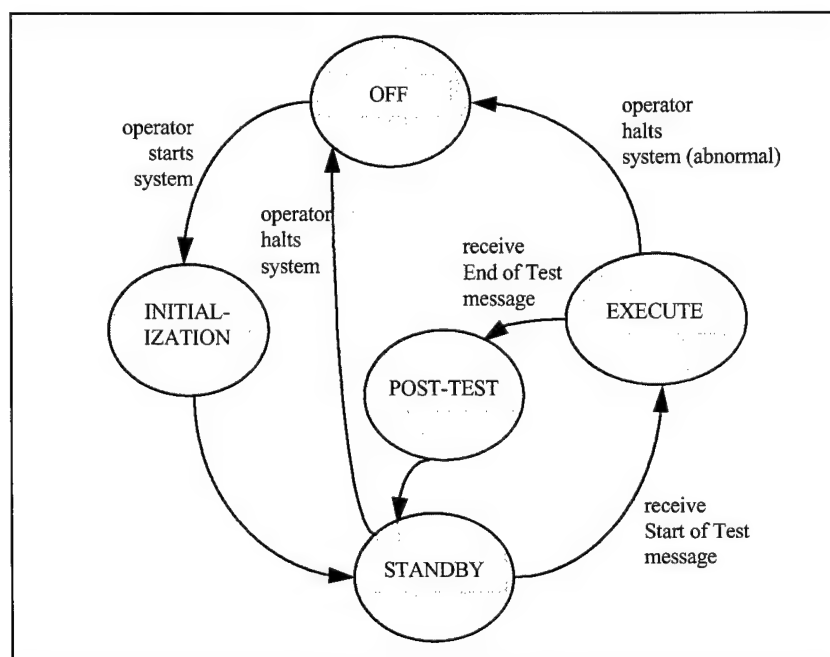 OFF
operator
starts
system
operator
halts
system (abnormal)
operator
halts
system
receive
End of Test
message
INITIAL-
IZATION
EXECUTE
POST-TEST
receive
Start of Test
message
STANDBY